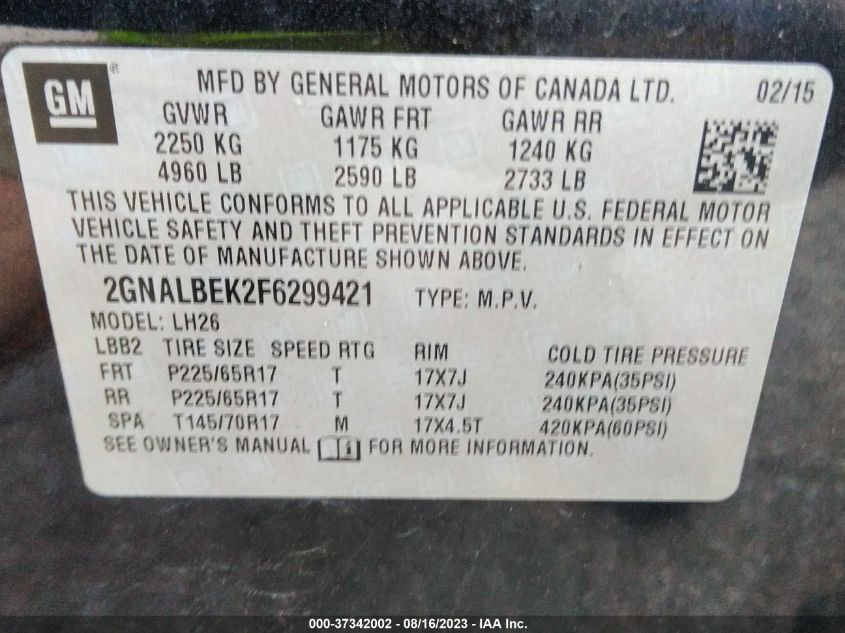 GM® MFD BY GENERAL MOTORS OF CANADA LTD. 02/15
GVWR GAWR FRT GAWR RR
2250 KG 1175 KG 1240 KG
4960 LB 2590 LB 2733 LB
THIS VEHICLE CONFORMS TO ALL APPLICABLE U.S. FEDERAL MOTOR
VEHICLE SAFETY AND THEFT PREVENTION STANDARDS IN EFFECT ON
THE DATE OF MANUFACTURE SHOWN ABOVE.
2GNALBEK2F6299421 TYPE: M.P.V.
MODEL: LH26
LBB2 TIRE SIZE SPEED RTG RIM COLD TIRE PRESSURE
FRT P225/65R17 T 17X7J 240KPA(35PSI)
RR P225/65R17 T 17X7J 240KPA(35PSI)
SPA T145/70R17 M 17X4.5T 420KPA(60PSI)
SEE OWNER'S MANUAL FOR MORE INFORMATION.
000-37342002 - 08/16/2023 - IAA Inc.